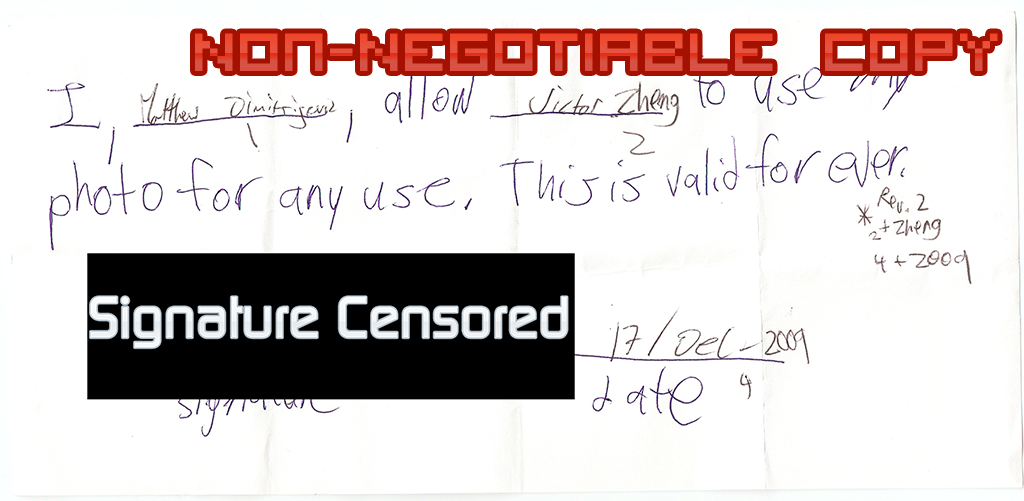 NON-NEGOTIABLE COPY
I, Matthew , allow Victor Zheng to use my
1 2
photo for any use. This is valid for ever.
* Rev. 2
2 + Zheng
4 + 2009
Signature Censored
17/Dec-2009
signature date 4